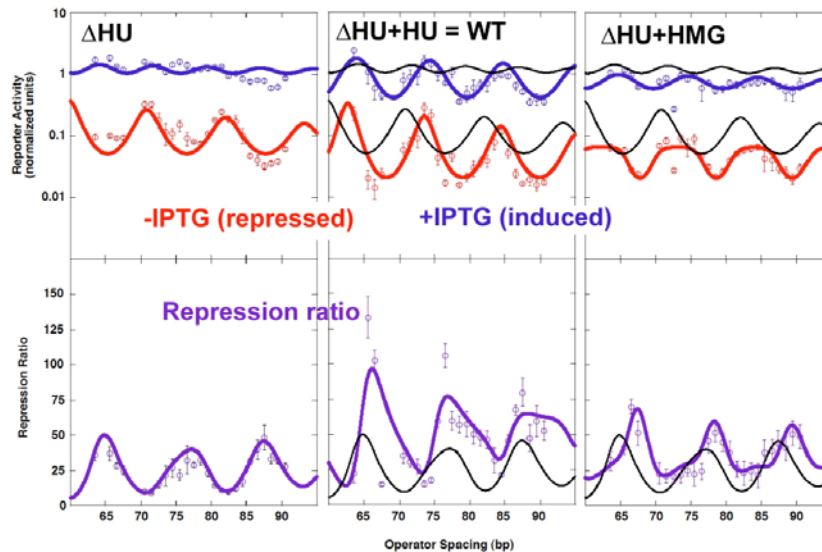 ΔHU
ΔHU+HU = WT
ΔHU+HMG
Reporter Activity
(normalized units)
10
1
0.1
0.01
-IPTG (repressed)
+IPTG (induced)
Repression ratio
Repression Ratio
150
125
100
75
50
25
0
65 70 75 80 85 90
65 70 75 80 85 90
65 70 75 80 85 90
Operator Spacing (bp)